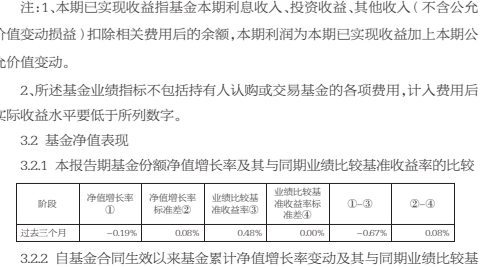 注:1、本期已实现收益指基金本期利息收入、投资收益、其他收入(不含公允
价值变动损益)扣除相关费用后的余额,本期利润为本期已实现收益加上本期公
允价值变动。
2、所述基金业绩指标不包括持有人认购或交易基金的各项费用,计入费用后
实际收益水平要低于所列数字。
3.2 基金净值表现
3.2.1 本报告期基金份额净值增长率及其与同期业绩比较基准收益率的比较
阶段 净值增长率① 净值增长率标准差② 业绩比较基准收益率③ 业绩比较基准收益率标准差④ ①-③ ②-④
过去三个月 -0.19% 0.08% 0.48% 0.00% -0.67% 0.08%
3.2.2 自基金合同生效以来基金累计净值增长率变动及其与同期业绩比较基